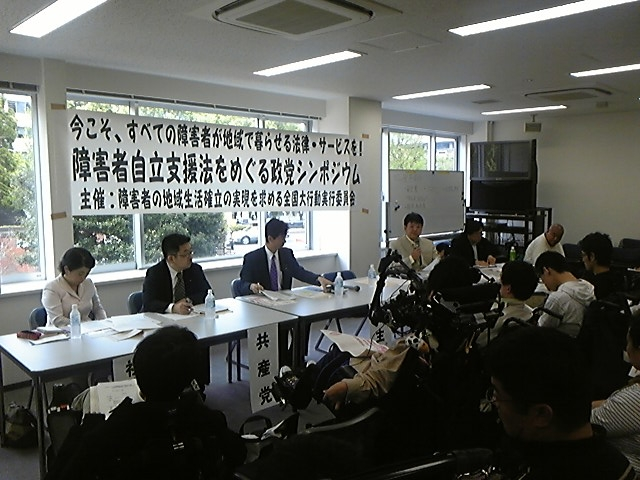 今こそ、すべての障害者が地域で暮らせる法律・サービスを!
障害者自立支援法をめぐる政党シンポジウム
主催：障害者の地域生活確立の実現を求める全国大行動実行委員会
共産党